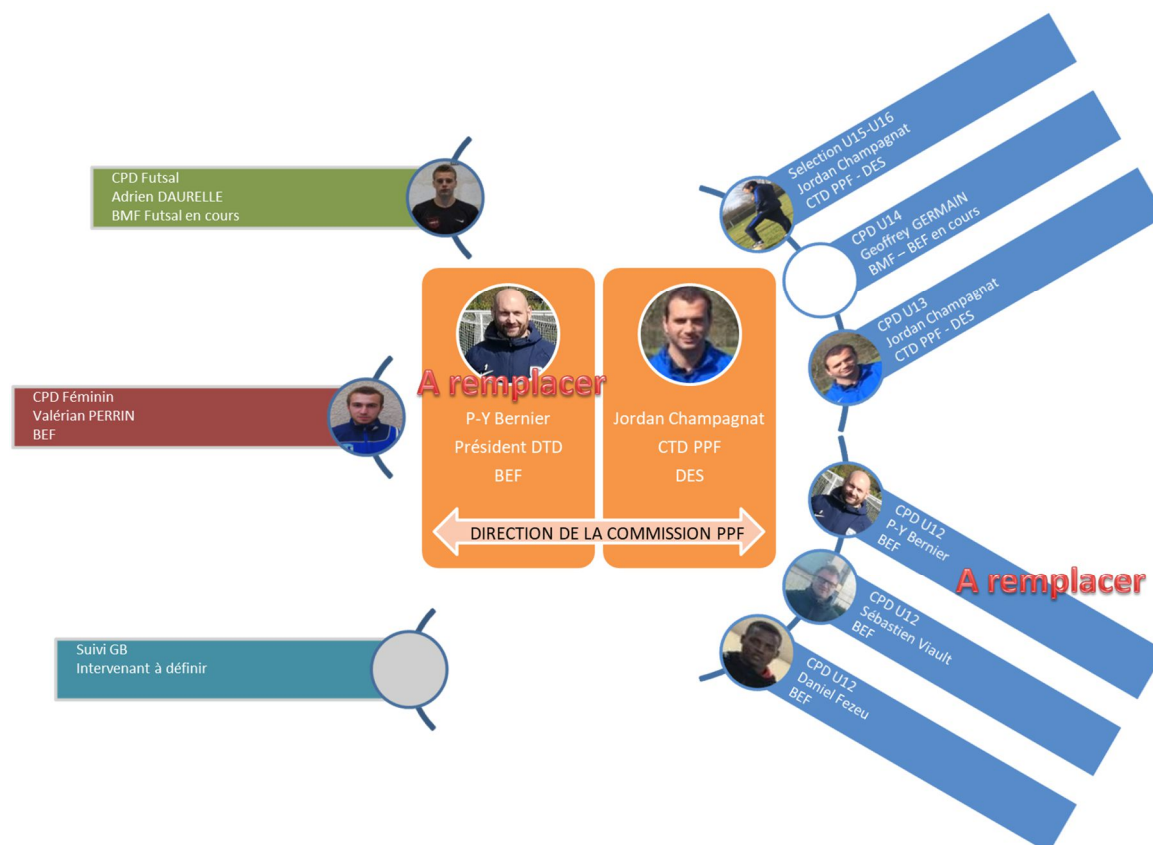 CPD Futsal
Adrien DAURELLE
BMF Futsal en cours
CPD Féminin
Valérian PERRIN
BEF
Suivi GB
Intervenant à définir
A remplacer
P-Y Bernier
Président DTD
BEF
Jordan Champagnat
CTD PPF
DES
DIRECTION DE LA COMMISSION PPF
Selection U15-U16
Jordan Champagnat
CTD PPF - DES
CPD U14
Geoffrey GERMAIN
BMF – BEF en cours
CPD U13
Jordan Champagnat
CTD PPF - DES
CPD U12
P-Y Bernier
BEF
A remplacer
CPD U12
Sébastien Viault
BEF
CPD U12
Daniel Fezeu
BEF